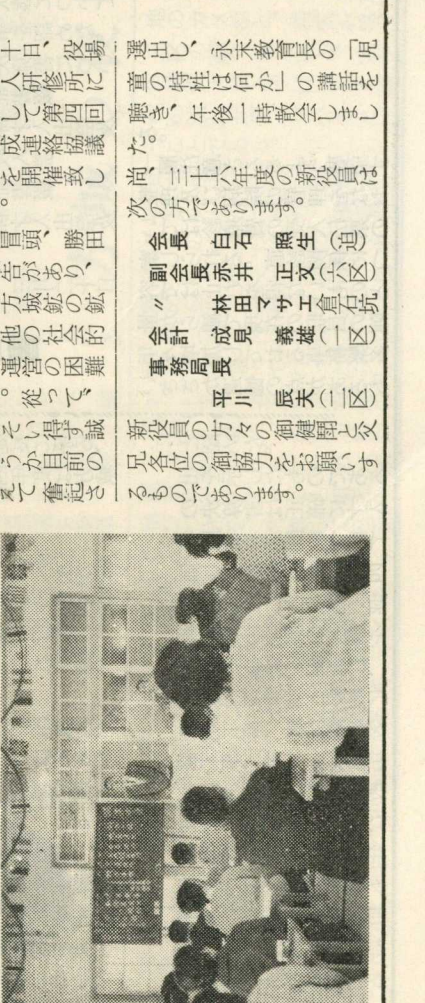 十日、役場
人研修所に
して第四回
成連絡協議
を開催致し
。
冒頭、勝田
告があり、
方城鉱の鉱
他の社会的
運営の困難
。従って、
そい得ず誠
うか目前の
えて奮起さ
選出し、永末教育長の「児
童の特性は何か」の講話を
聴き、午後一時散会しまし
た。
尚、三十六年度の新役員は
次の方であります。
会長　白石　照生（迫）
副会長赤井　正文（六区）
〃　林田マサエ倉石坑
会計　成見　義雄（一区）
事務局長
平川　辰夫（二区）
新役員の方々の御健闘と父
兄各位の御協力をお願いす
るものであります。